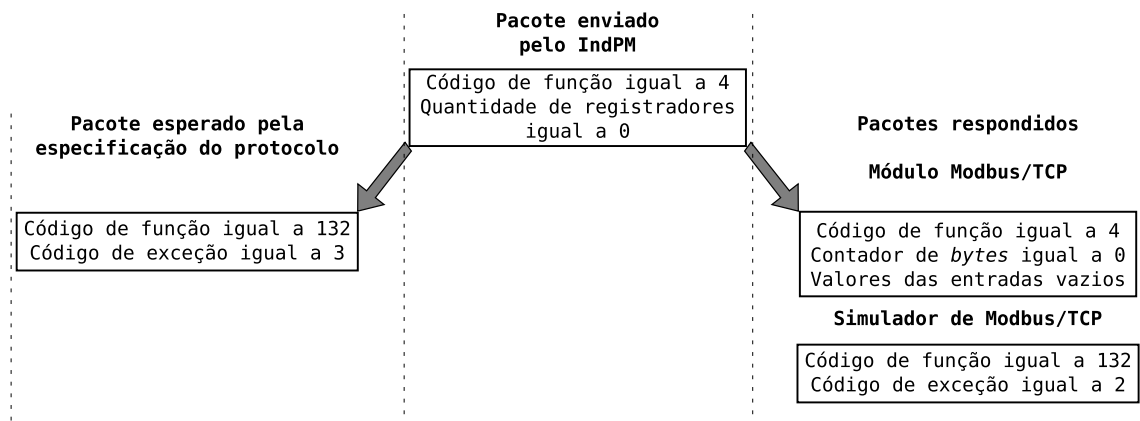 Pacote enviado
pelo IndPM
Código de função igual a 4
Quantidade de registradores
igual a 0
Pacote esperado pela
especificação do protocolo
Código de função igual a 132
Código de exceção igual a 3
Pacotes respondidos
Módulo Modbus/TCP
Código de função igual a 4
Contador de bytes igual a 0
Valores das entradas vazios
Simulador de Modbus/TCP
Código de função igual a 132
Código de exceção igual a 2